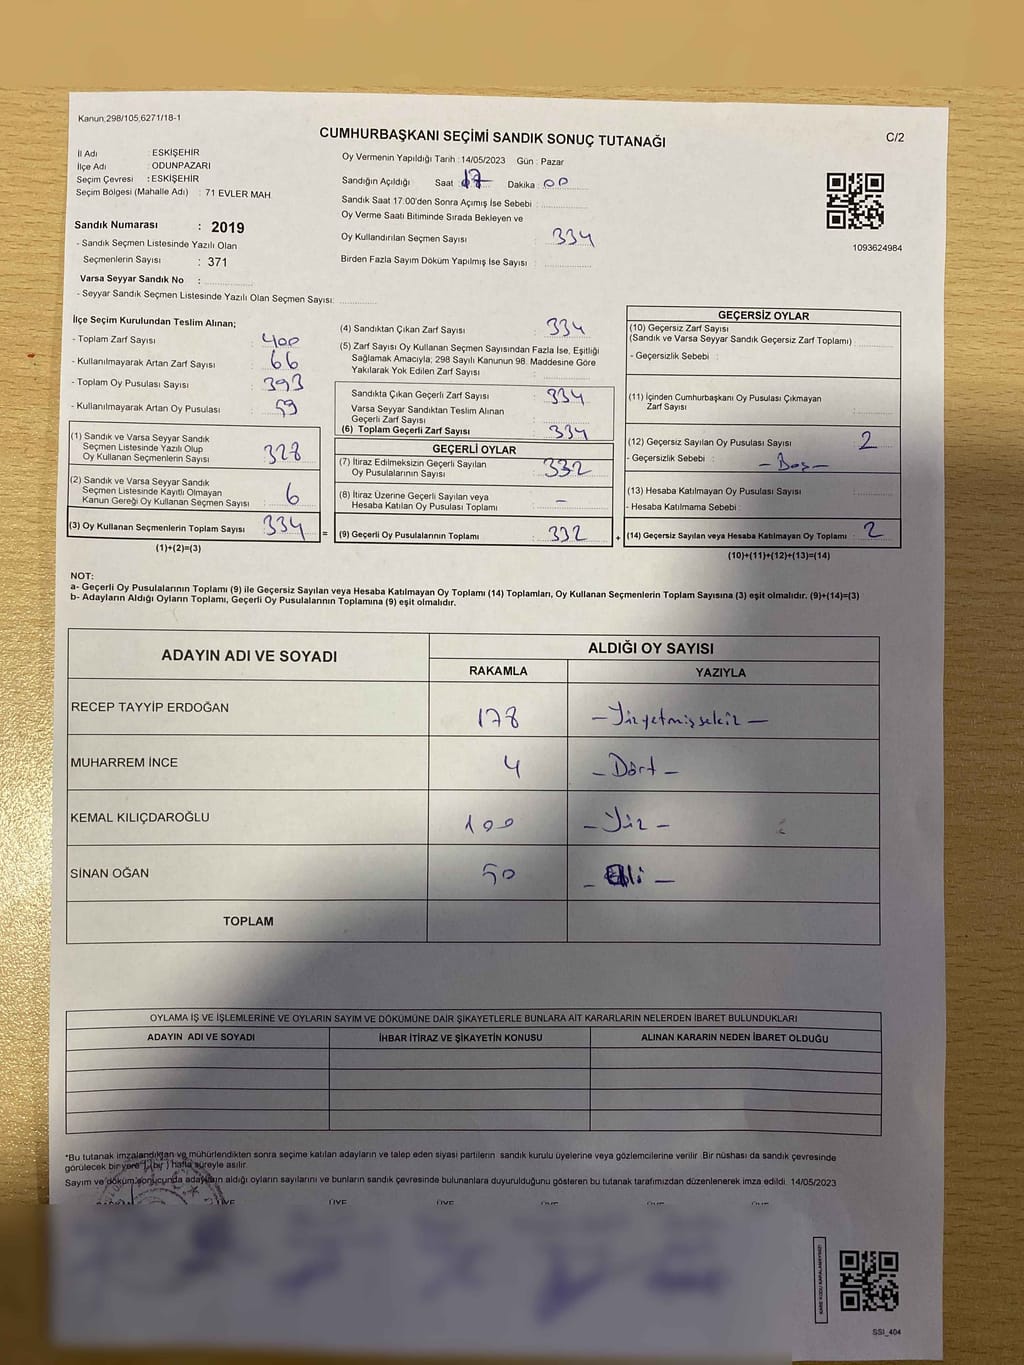 Kanun;298/105,6271/18-1
CUMHURBAŞKANI SEÇİMİ SANDIK SONUÇ TUTANAĞI
C/2
İl Adı : ESKİŞEHİR
İlçe Adı : ODUNPAZARI
Seçim Çevresi : ESKİŞEHİR
Seçim Bölgesi (Mahalle Adı) : 71 EVLER MAH
Oy Vermenin Yapıldığı Tarih : 14/05/2023 Gün : Pazar
Sandığın Açıldığı Saat : 17 Dakika : 00
Sandık Saat 17:00'den Sonra Açımış İse Sebebi :
Oy Verme Saati Bitiminde Sırada Bekleyen ve
Oy Kullandırılan Seçmen Sayısı : 334
Birden Fazla Sayım Döküm Yapılmış İse Sayısı :
1093624984
Sandık Numarası : 2019
- Sandık Seçmen Listesinde Yazılı Olan
Seçmenlerin Sayısı : 371
Varsa Seyyar Sandık No :
- Seyyar Sandık Seçmen Listesinde Yazılı Olan Seçmen Sayısı:
İlçe Seçim Kurulundan Teslim Alınan;
- Toplam Zarf Sayısı : 400
- Kullanılmayarak Artan Zarf Sayısı : 66
- Toplam Oy Pusulası Sayısı : 393
- Kullanılmayarak Artan Oy Pusulası : 59
(1) Sandık ve Varsa Seyyar Sandık
Seçmen Listesinde Yazılı Olup
Oy Kullanan Seçmenlerin Sayısı : 328
(2) Sandık ve Varsa Seyyar Sandık
Seçmen Listesinde Kayıtlı Olmayan
Kanun Gereği Oy Kullanan Seçmen Sayısı : 6
(3) Oy Kullanan Seçmenlerin Toplam Sayısı : 334 =
(1)+(2)=(3)
(4) Sandıktan Çıkan Zarf Sayısı : 334
(5) Zarf Sayısı Oy Kullanan Seçmen Sayısından Fazla İse, Eşitliği
Sağlamak Amacıyla; 298 Sayılı Kanunun 98. Maddesine Göre
Yakılarak Yok Edilen Zarf Sayısı :
Sandıkta Çıkan Geçerli Zarf Sayısı : 334
Varsa Seyyar Sandıktan Teslim Alınan
Geçerli Zarf Sayısı :
(6) Toplam Geçerli Zarf Sayısı : 334
GEÇERLİ OYLAR
(7) İtiraz Edilmeksizin Geçerli Sayılan
Oy Pusulalarının Sayısı : 332
(8) İtiraz Üzerine Geçerli Sayılan veya
Hesaba Katılan Oy Pusulası Toplamı : –
(9) Geçerli Oy Pusulalarının Toplamı : 332 +
GEÇERSİZ OYLAR
(10) Geçersiz Zarf Sayısı
(Sandık ve Varsa Seyyar Sandık Geçersiz Zarf Toplamı) :
- Geçersizlik Sebebi :
(11) İçinden Cumhurbaşkanı Oy Pusulası Çıkmayan
Zarf Sayısı :
(12) Geçersiz Sayılan Oy Pusulası Sayısı : 2
- Geçersizlik Sebebi : – Boş –
(13) Hesaba Katılmayan Oy Pusulası Sayısı :
- Hesaba Katılmama Sebebi :
(14) Geçersiz Sayılan veya Hesaba Katılmayan Oy Toplamı : 2
(10)+(11)+(12)+(13)=(14)
NOT:
a- Geçerli Oy Pusulalarının Toplamı (9) ile Geçersiz Sayılan veya Hesaba Katılmayan Oy Toplamı (14) Toplamları, Oy Kullanan Seçmenlerin Toplam Sayısına (3) eşit olmalıdır. (9)+(14)=(3)
b- Adayların Aldığı Oyların Toplamı, Geçerli Oy Pusulalarının Toplamına (9) eşit olmalıdır.
ADAYIN ADI VE SOYADI
ALDIĞI OY SAYISI
RAKAMLA YAZIYLA
RECEP TAYYİP ERDOĞAN 178 – Yüzyetmişsekiz –
MUHARREM İNCE 4 – Dört –
KEMAL KILIÇDAROĞLU 100 – Yüz –
SİNAN OĞAN 50 – Elli –
TOPLAM
OYLAMA İŞ VE İŞLEMLERİNE VE OYLARIN SAYIM VE DÖKÜMÜNE DAİR ŞİKAYETLERLE BUNLARA AİT KARARLARIN NELERDEN İBARET BULUNDUKLARI
ADAYIN ADI VE SOYADI İHBAR İTİRAZ VE ŞİKAYETİN KONUSU ALINAN KARARIN NEDEN İBARET OLDUĞU
*Bu tutanak imzalandıktan ve mühürlendikten sonra seçime katılan adayların ve talep eden siyasi partilerin sandık kurulu üyelerine veya gözlemcilerine verilir. Bir nüshası da sandık çevresinde
görülecek bir yere 1 (bir) hafta süreyle asılır.
Sayım ve döküm sonucunda adayların aldığı oyların sayılarını ve bunların sandık çevresinde bulunanlara duyurulduğunu gösteren bu tutanak tarafımızdan düzenlenerek imza edildi. 14/05/2023
ÜYE ÜYE ÜYE ÜYE ÜYE
SSI_404